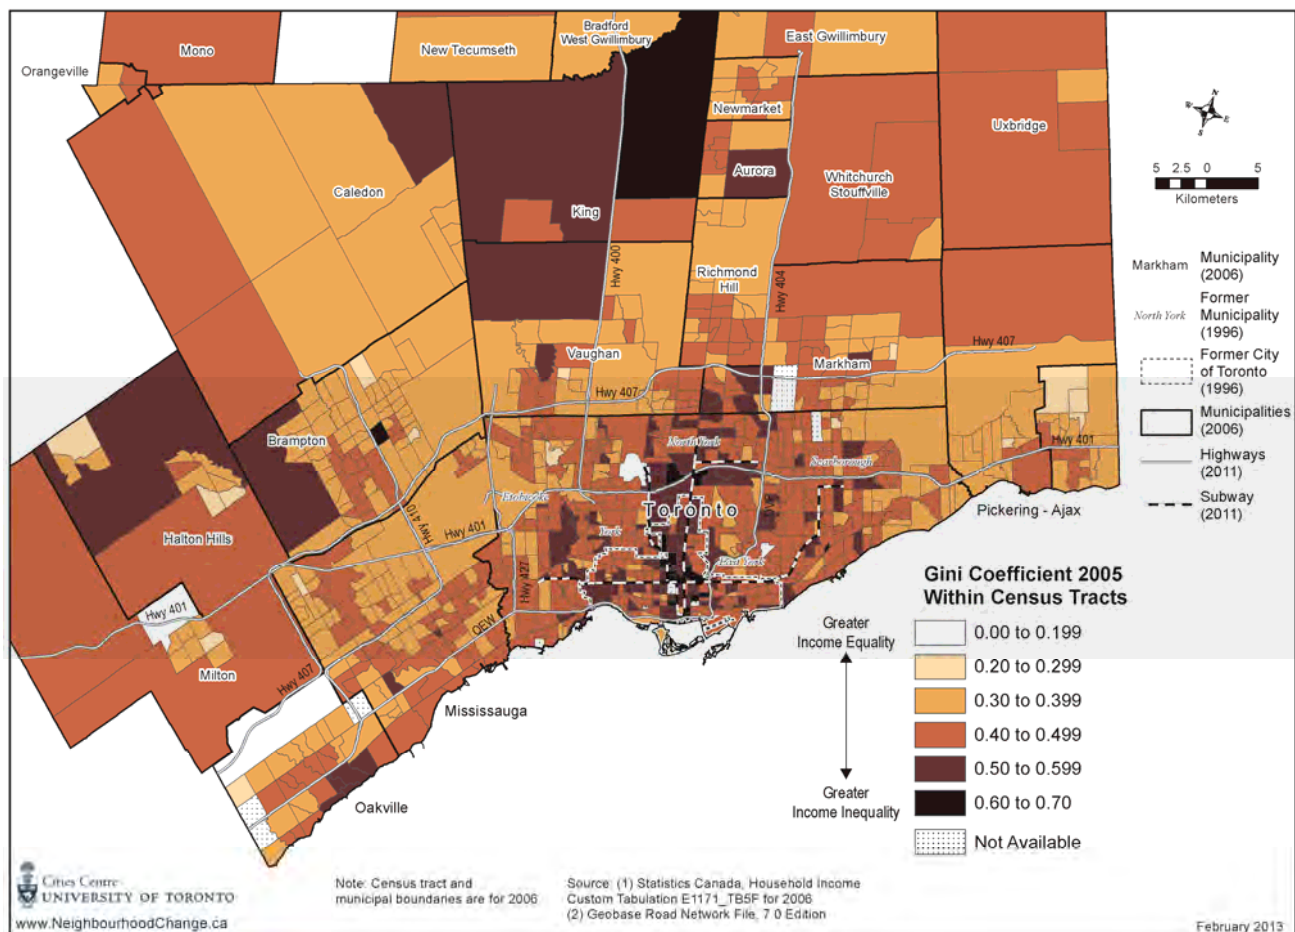 Mono
Orangeville
New Tecumseth
Bradford
West Gwillimbury
East Gwillimbury
Newmarket
Uxbridge
Aurora
Whitchurch
Stouffville
Caledon
King
Richmond
Hill
Hwy 400
Hwy 404
Vaughan
Markham
Hwy 407
Hwy 407
Brampton
North York
Scarborough
Hwy 401
Etobicoke
Toronto
Pickering - Ajax
Hwy 410
Hwy 401
York
East York
Halton Hills
Hwy 427
Hwy 401
QEW
Milton
Hwy 407
Mississauga
Oakville
N
W
E
S
5 2.5 0 5
Kilometers
Markham
Municipality
(2006)
North York
Former
Municipality
(1996)
Former City
of Toronto
(1996)
Municipalities
(2006)
Highways
(2011)
Subway
(2011)
Gini Coefficient 2005
Within Census Tracts
Greater
Income Equality
Greater
Income Inequality
0.00 to 0.199
0.20 to 0.299
0.30 to 0.399
0.40 to 0.499
0.50 to 0.599
0.60 to 0.70
Not Available
Cities Centre
UNIVERSITY OF TORONTO
www.NeighbourhoodChange.ca
Note: Census tract and
municipal boundaries are for 2006
Source: (1) Statistics Canada, Household Income
Custom Tabulation E1171_TB5F for 2006
(2) Geobase Road Network File, 7.0 Edition
February 2013